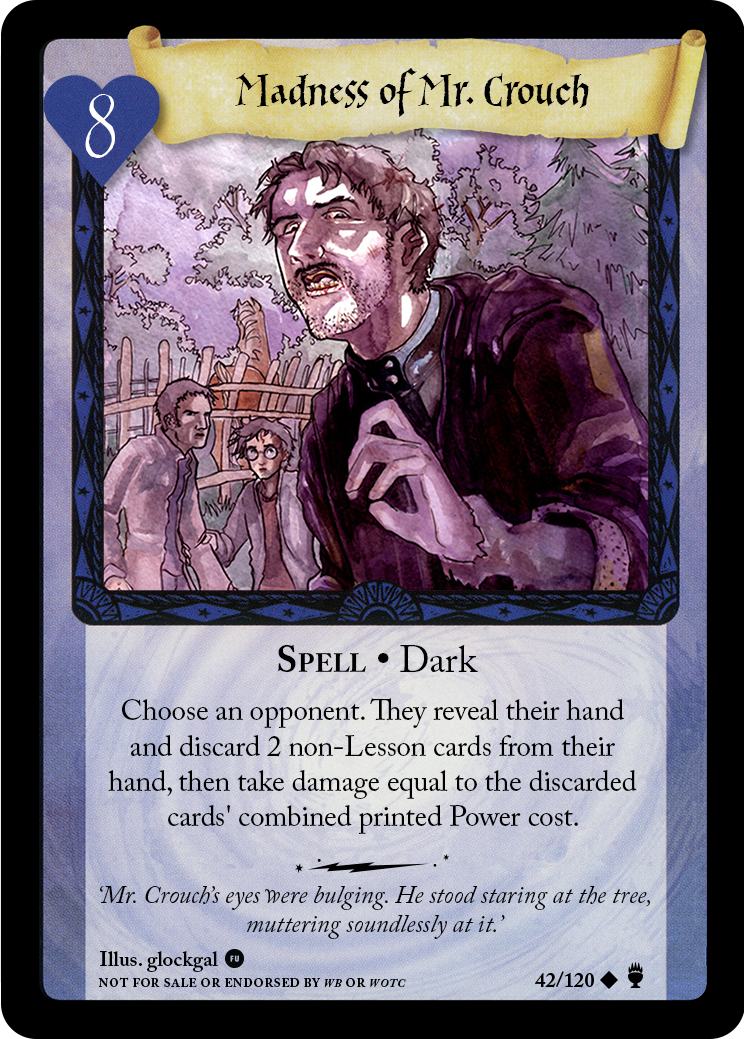 Madness of Mr. Crouch
8
SPELL • Dark
Choose an opponent. They reveal their hand
and discard 2 non-Lesson cards from their
hand, then take damage equal to the discarded
cards' combined printed Power cost.
‘Mr. Crouch’s eyes were bulging. He stood staring at the tree,
muttering soundlessly at it.’
Illus. glockgal FU
NOT FOR SALE OR ENDORSED BY WB OR WOTC
42/120